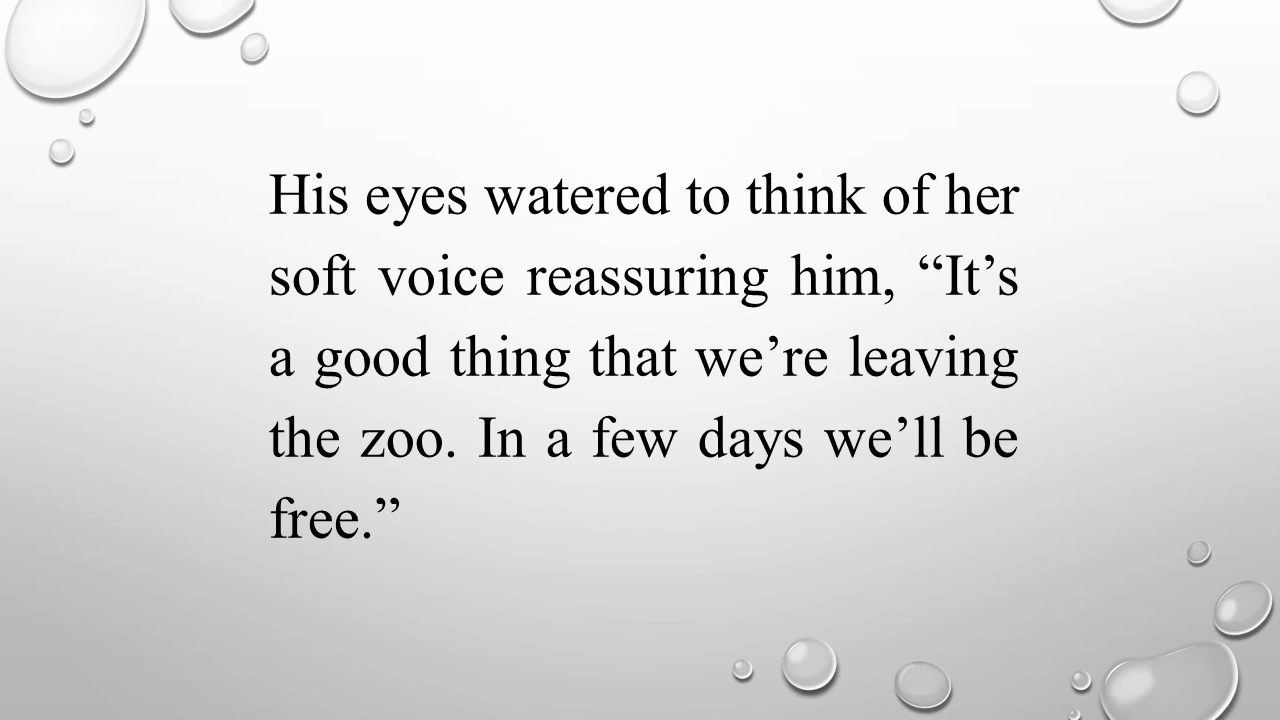 His eyes watered to think of her
soft voice reassuring him, “It’s
a good thing that we’re leaving
the zoo. In a few days we’ll be
free.”